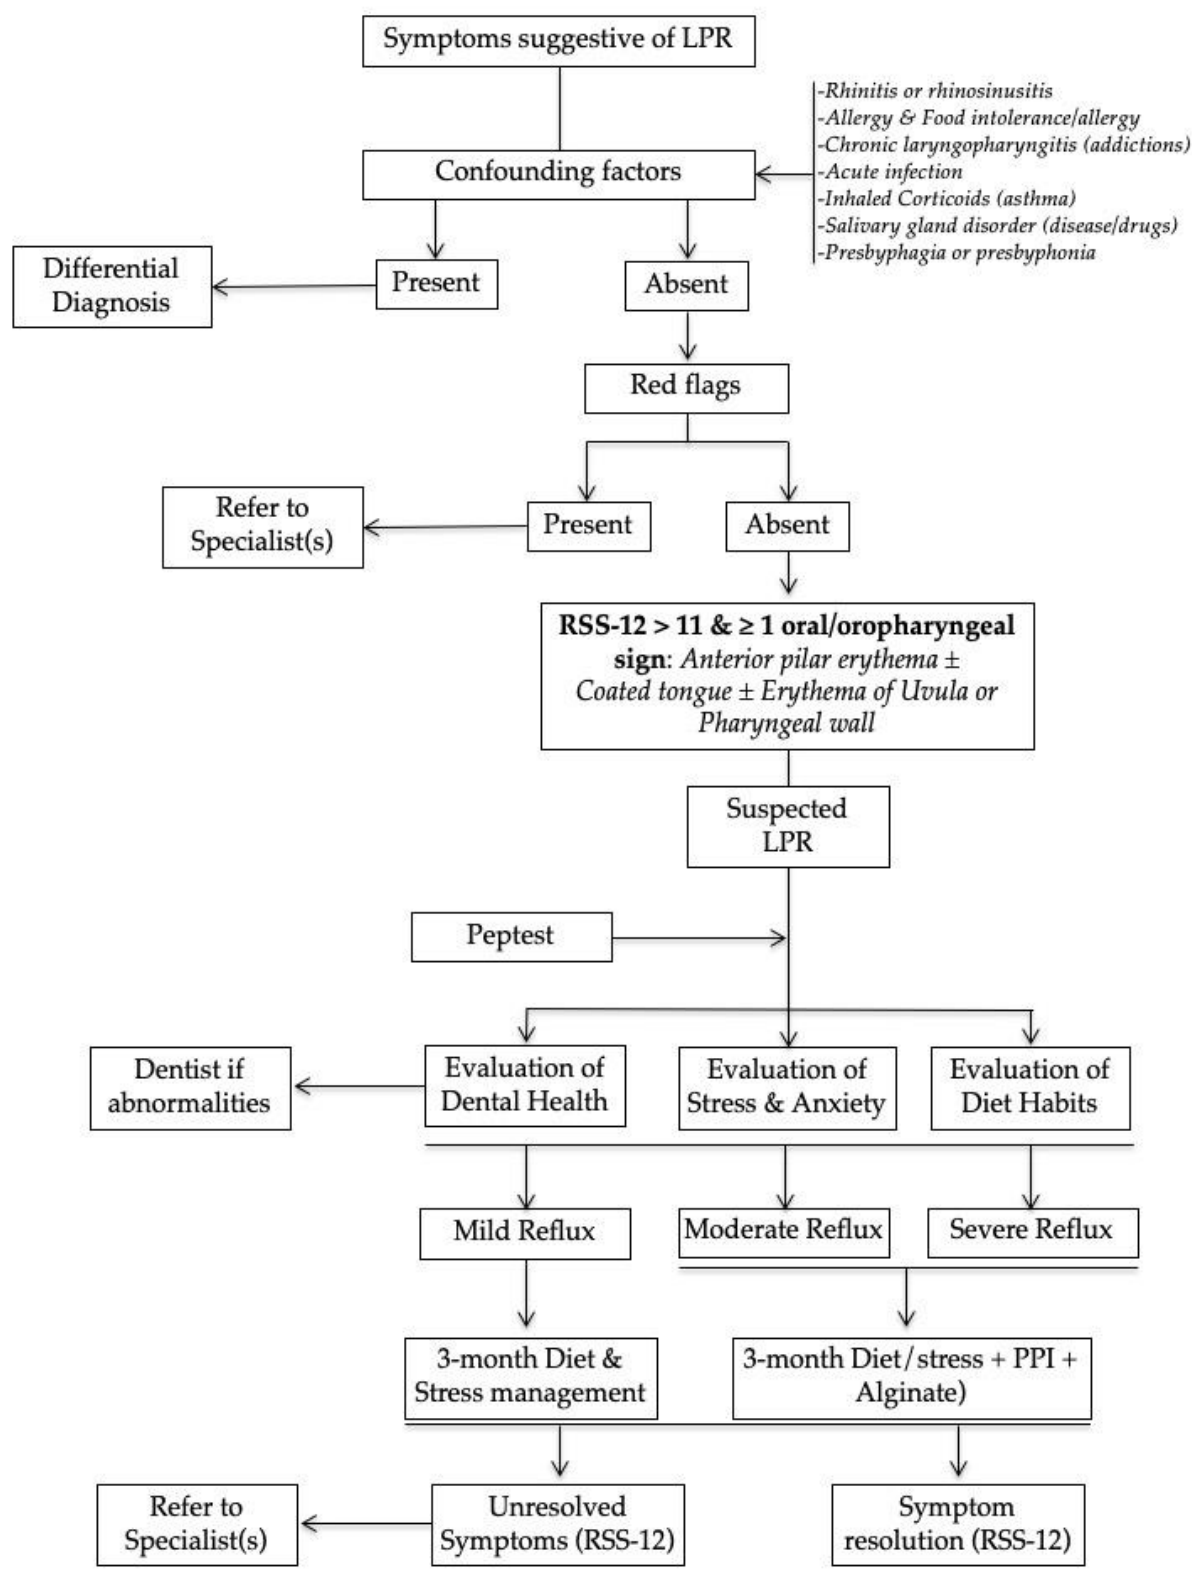 Symptoms suggestive of LPR
-Rhinitis or rhinosinusitis
-Allergy & Food intolerance/allergy
-Chronic laryngopharyngitis (addictions)
-Acute infection
-Inhaled Corticoids (asthma)
-Salivary gland disorder (disease/drugs)
-Presbyphagia or presbyphonia
Confounding factors
Differential
Diagnosis
Present
Absent
Red flags
Refer to
Specialist(s)
Present
Absent
RSS-12 > 11 & ≥ 1 oral/oropharyngeal
sign: Anterior pilar erythema ±
Coated tongue ± Erythema of Uvula or
Pharyngeal wall
Suspected
LPR
Peptest
Dentist if
abnormalities
Evaluation of
Dental Health
Evaluation of
Stress & Anxiety
Evaluation of
Diet Habits
Mild Reflux
Moderate Reflux
Severe Reflux
3-month Diet &
Stress management
3-month Diet/stress + PPI +
Alginate)
Refer to
Specialist(s)
Unresolved
Symptoms (RSS-12)
Symptom
resolution (RSS-12)